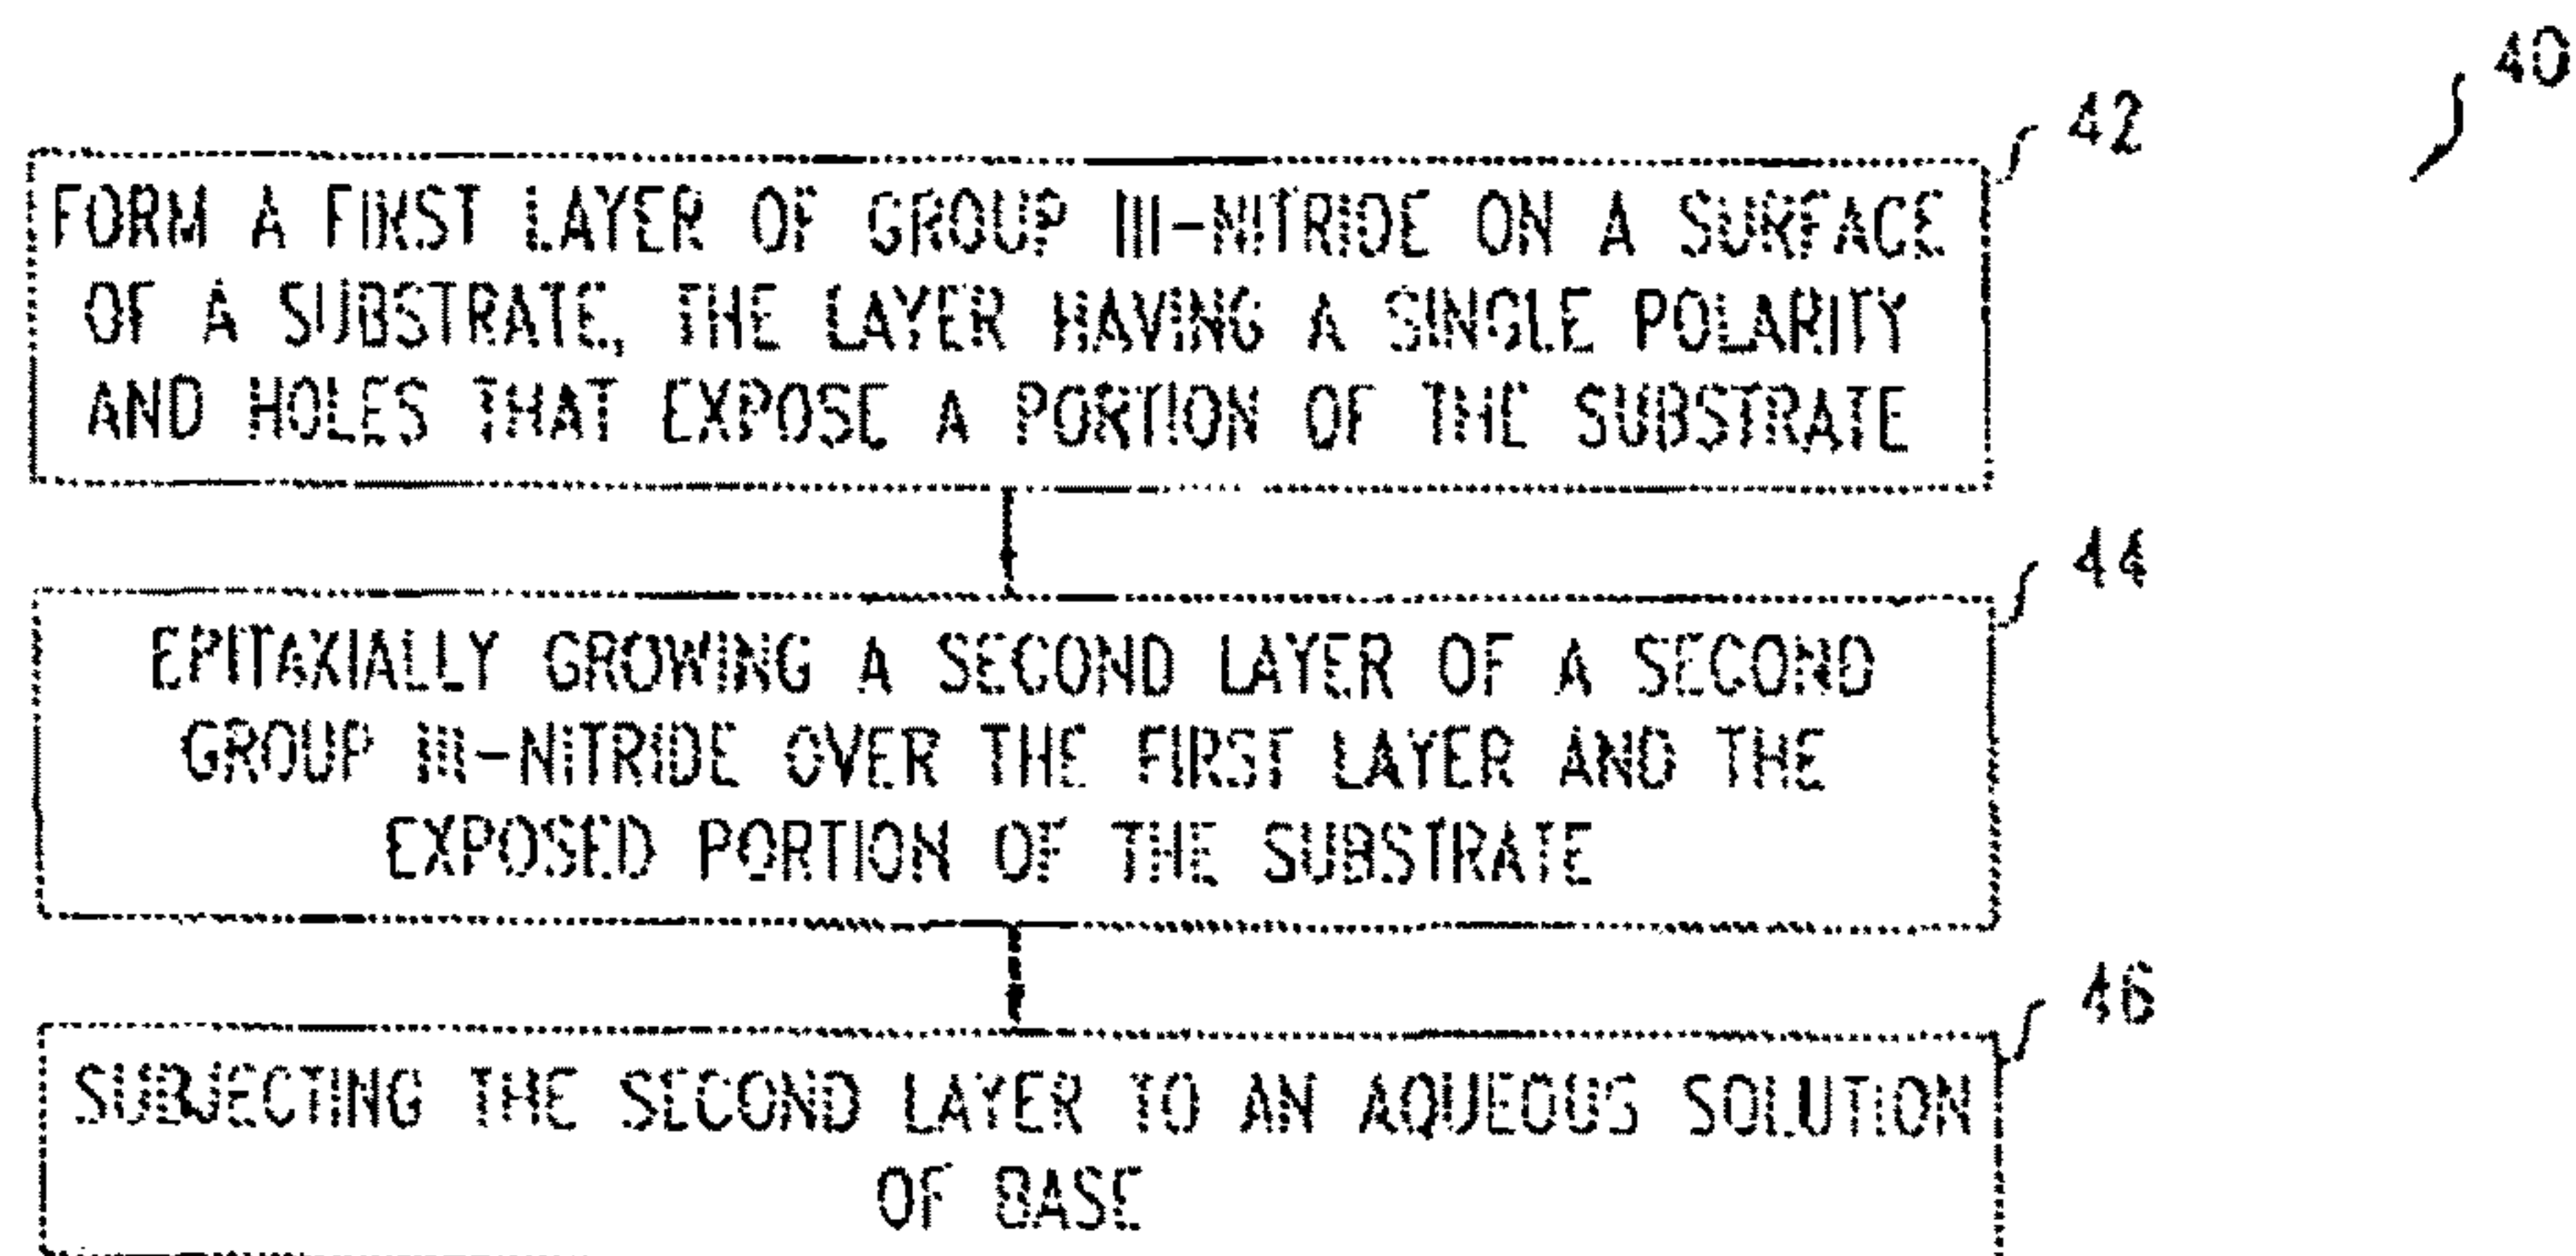 40
42
FORM A FIRST LAYER OF GROUP III-NITRIDE ON A SURFACE
OF A SUBSTRATE, THE LAYER HAVING A SINGLE POLARITY
AND HOLES THAT EXPOSE A PORTION OF THE SUBSTRATE
44
EPITAXIALLY GROWING A SECOND LAYER OF A SECOND
GROUP III-NITRIDE OVER THE FIRST LAYER AND THE
EXPOSED PORTION OF THE SUBSTRATE
46
SUBJECTING THE SECOND LAYER TO AN AQUEOUS SOLUTION
OF BASE